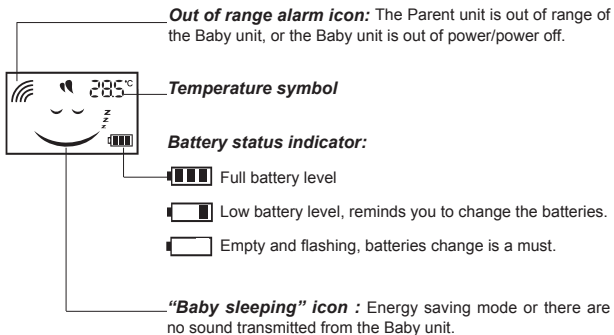 Out of range alarm icon: The Parent unit is out of range of
the Baby unit, or the Baby unit is out of power/power off.
28.5°C
Temperature symbol
z
z
z
Battery status indicator:
Full battery level
Low battery level, reminds you to change the batteries.
Empty and flashing, batteries change is a must.
“Baby sleeping” icon : Energy saving mode or there are
no sound transmitted from the Baby unit.